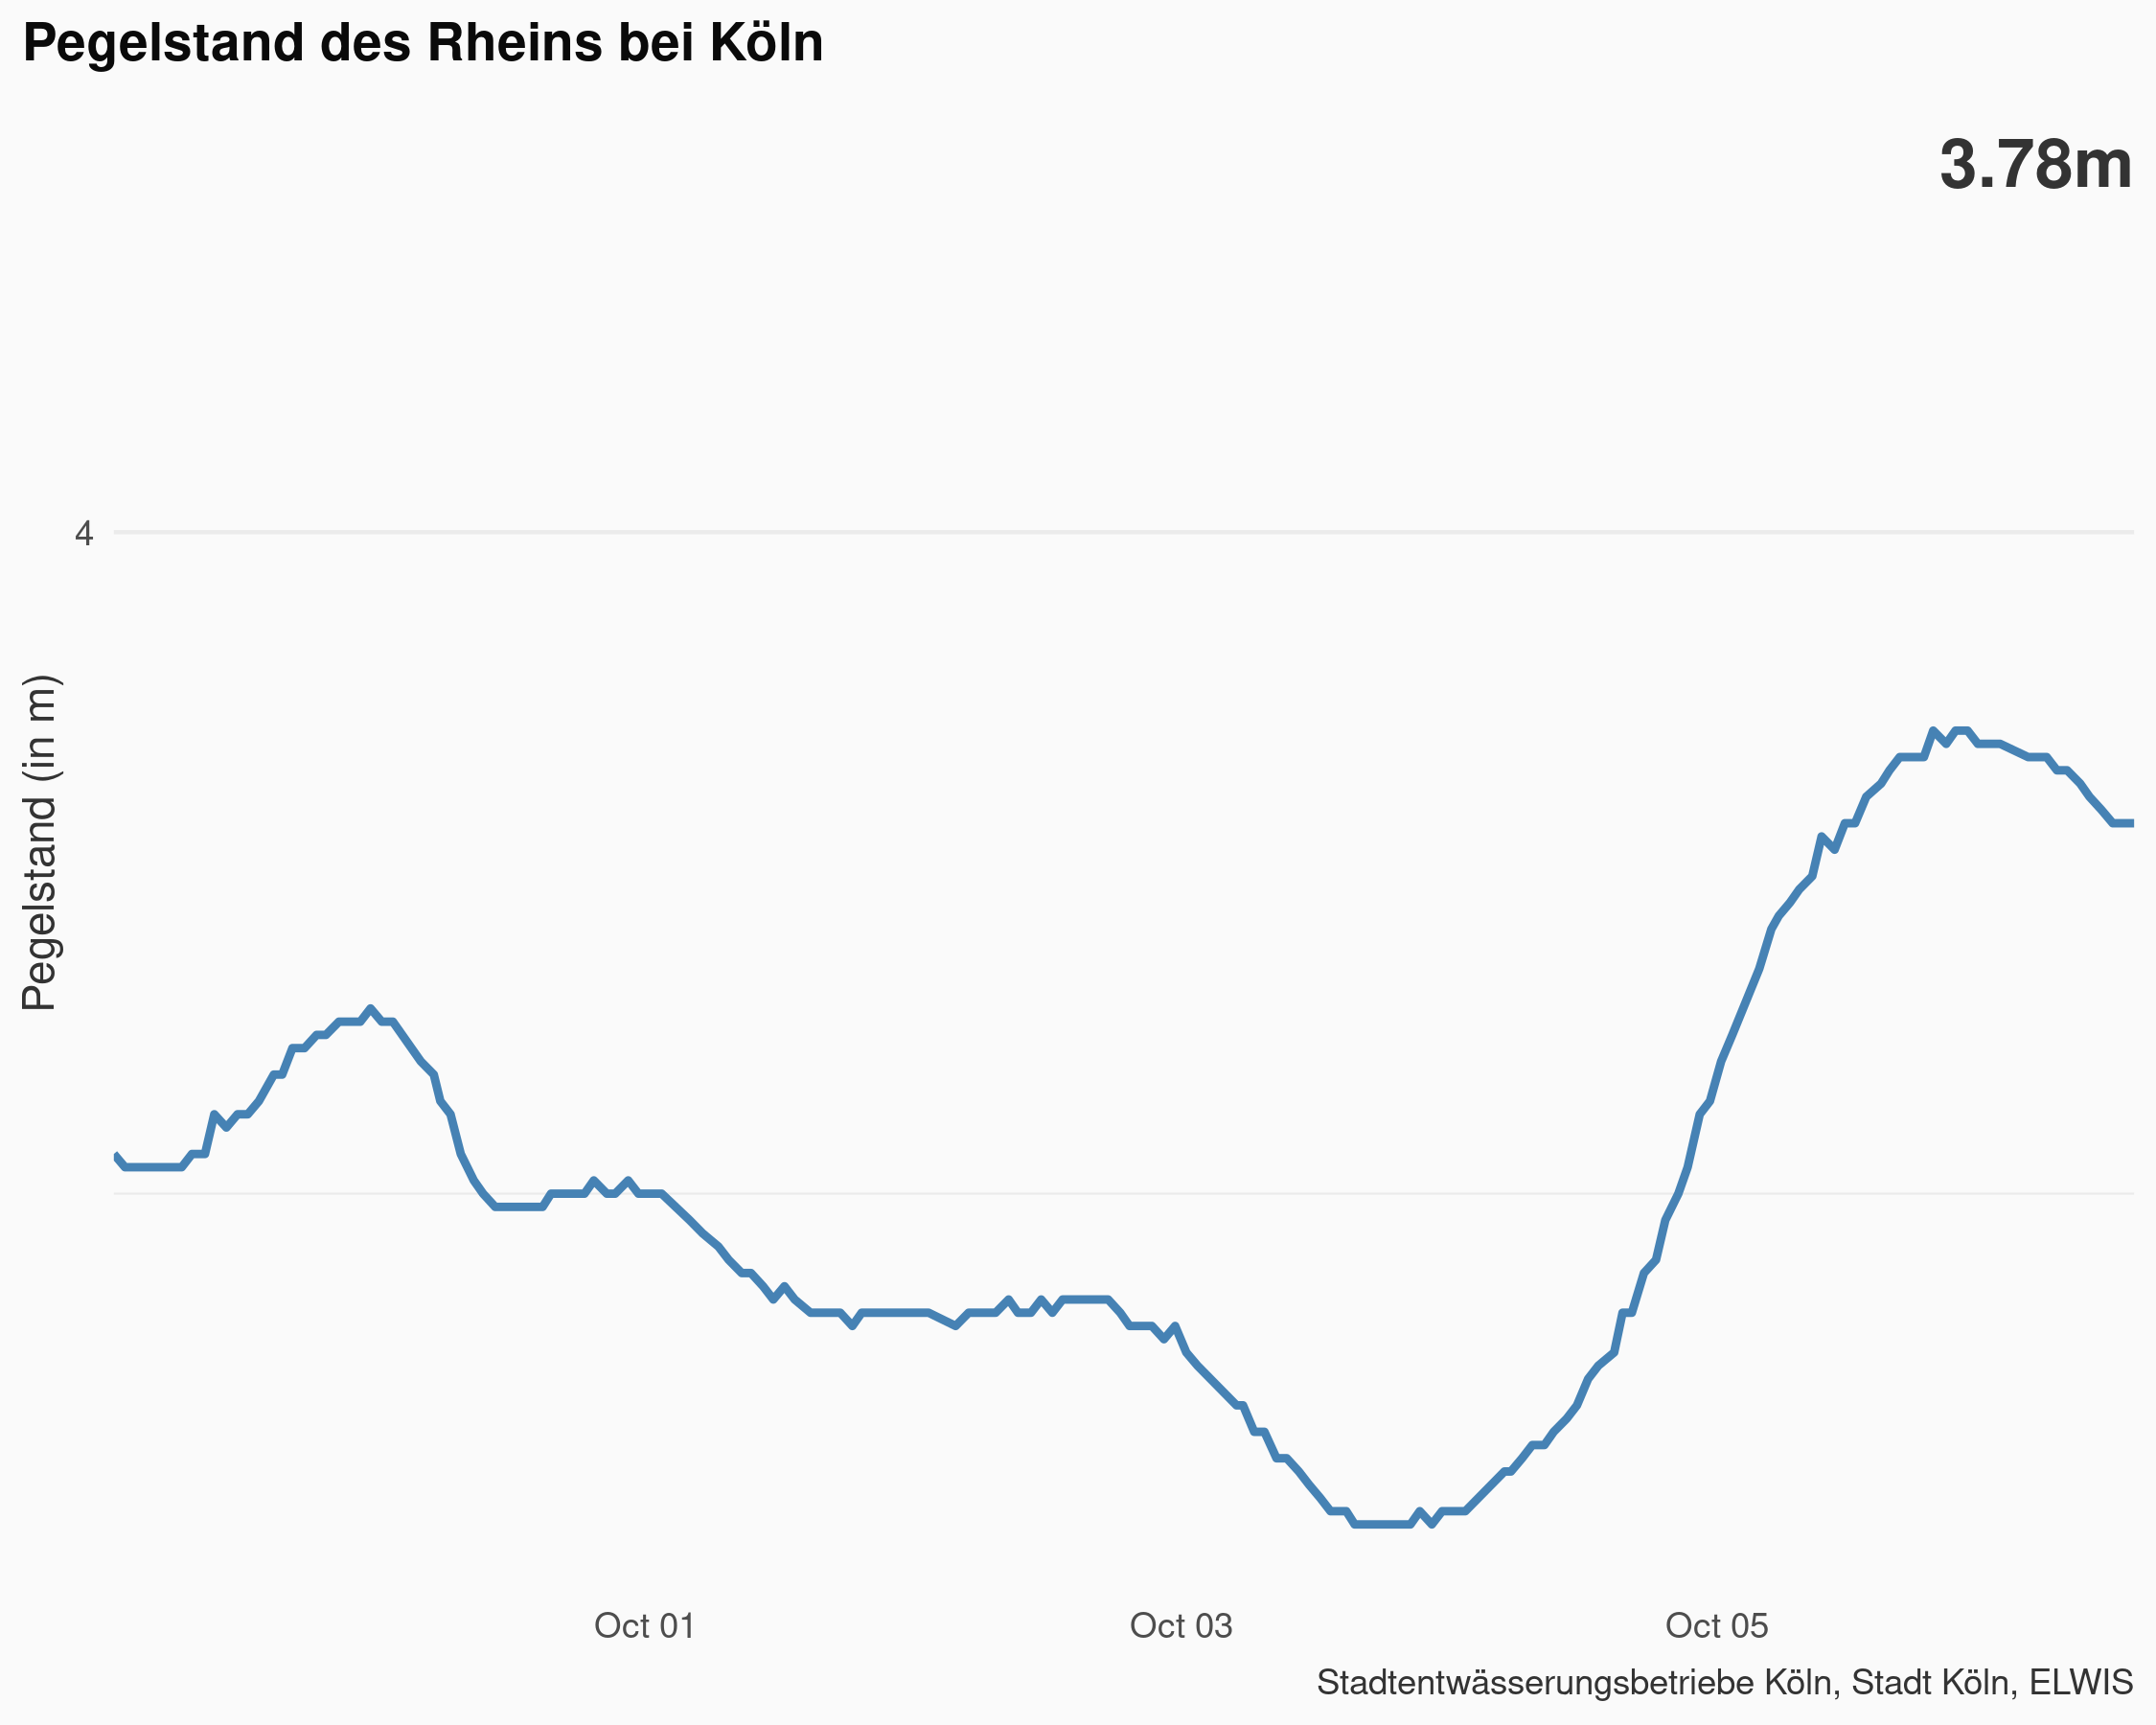 Pegelstand des Rheins bei Köln
3.78m
4
Pegelstand (in m)
Oct 01
Oct 03
Oct 05
Stadtentwässerungsbetriebe Köln, Stadt Köln, ELWIS